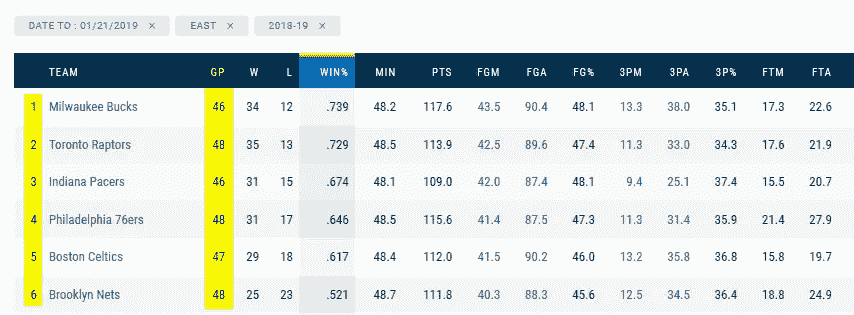 DATE TO : 01/21/2019 × EAST × 2018-19 ×
TEAM GP W L WIN% MIN PTS FGM FGA FG% 3PM 3PA 3P% FTM FTA
1 Milwaukee Bucks 46 34 12 .739 48.2 117.6 43.5 90.4 48.1 13.3 38.0 35.1 17.3 22.6
2 Toronto Raptors 48 35 13 .729 48.5 113.9 42.5 89.6 47.4 11.3 33.0 34.3 17.6 21.9
3 Indiana Pacers 46 31 15 .674 48.1 109.0 42.0 87.4 48.1 9.4 25.1 37.4 15.5 20.7
4 Philadelphia 76ers 48 31 17 .646 48.5 115.6 41.4 87.5 47.3 11.3 31.4 35.9 21.4 27.9
5 Boston Celtics 47 29 18 .617 48.4 112.0 41.5 90.2 46.0 13.2 35.8 36.8 15.8 19.7
6 Brooklyn Nets 48 25 23 .521 48.7 111.8 40.3 88.3 45.6 12.5 34.5 36.4 18.8 24.9